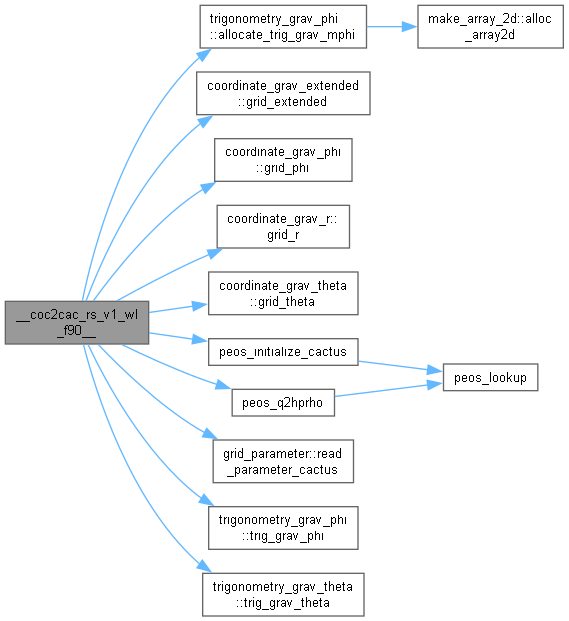 trigonometry_grav_phi
::allocate_trig_grav_mphi
make_array_2d::alloc
_array2d
coordinate_grav_extended
::grid_extended
coordinate_grav_phi
::grid_phi
coordinate_grav_r::
grid_r
coordinate_grav_theta
::grid_theta
__coc2cac_rs_v1_wl
_f90__
peos_initialize_cactus
peos_lookup
peos_q2hprho
grid_parameter::read
_parameter_cactus
trigonometry_grav_phi
::trig_grav_phi
trigonometry_grav_theta
::trig_grav_theta